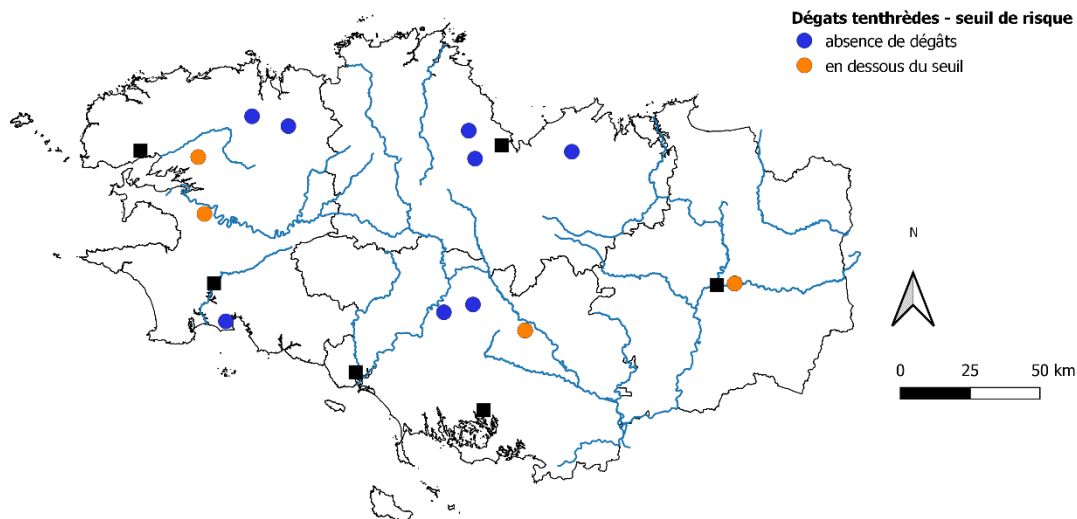 Dégats tenthrèdes - seuil de risque
absence de dégâts
en dessous du seuil
N
0 25 50 km